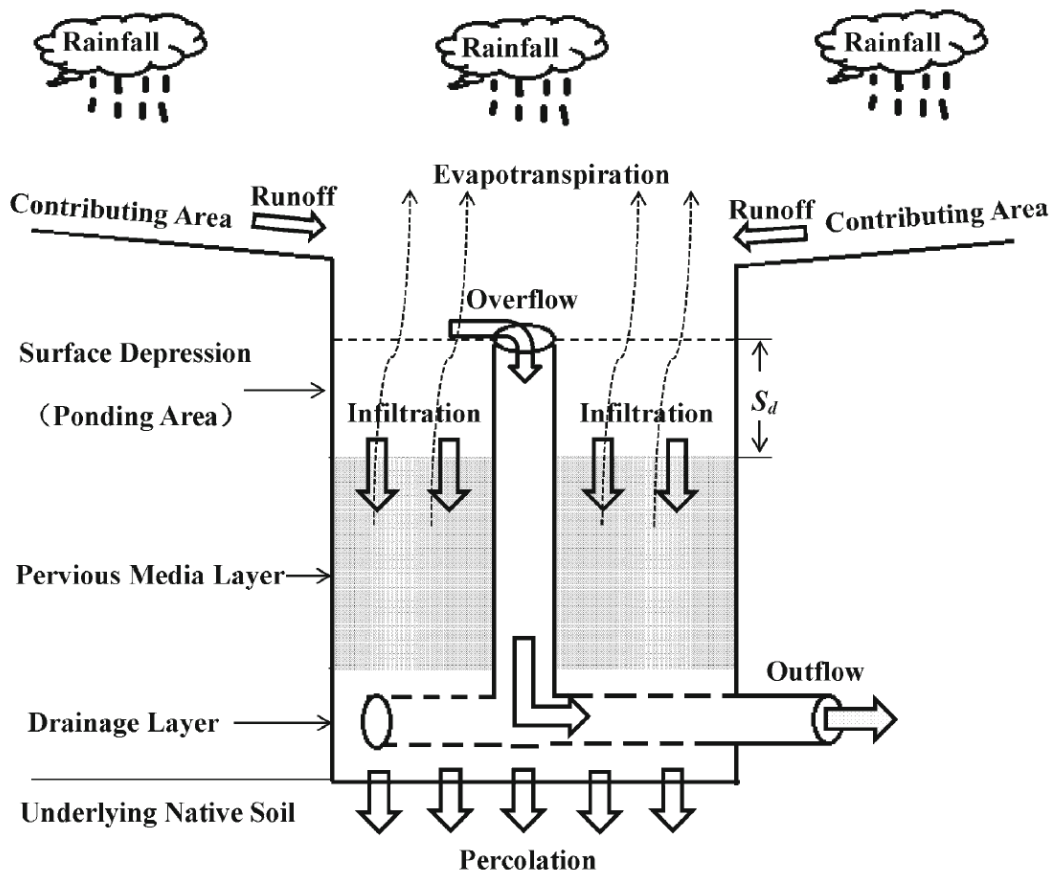 Rainfall
Rainfall
Rainfall
Evapotranspiration
Runoff
Contributing Area
Runoff
Contributing Area
Overflow
Surface Depression
（Ponding Area）
Infiltration
Infiltration
S_d
Pervious Media Layer
Outflow
Drainage Layer
Underlying Native Soil
Percolation